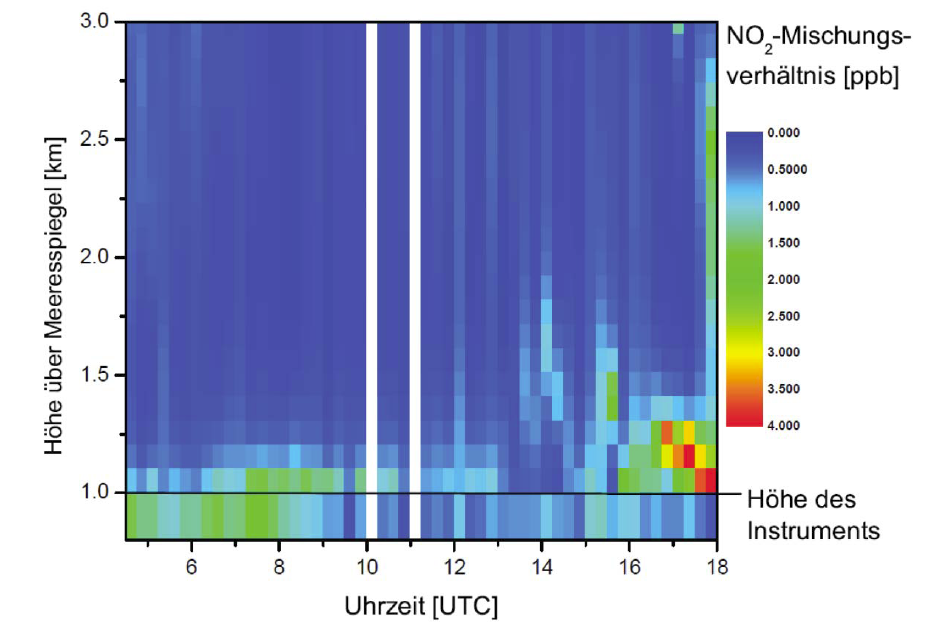 NO2-Mischungs-
verhältnis [ppb]
3.0
2.5
2.0
1.5
1.0
Höhe über Meeresspiegel [km]
0.000
0.5000
1.000
1.500
2.000
2.500
3.000
3.500
4.000
Höhe des
Instruments
6 8 10 12 14 16 18
Uhrzeit [UTC]